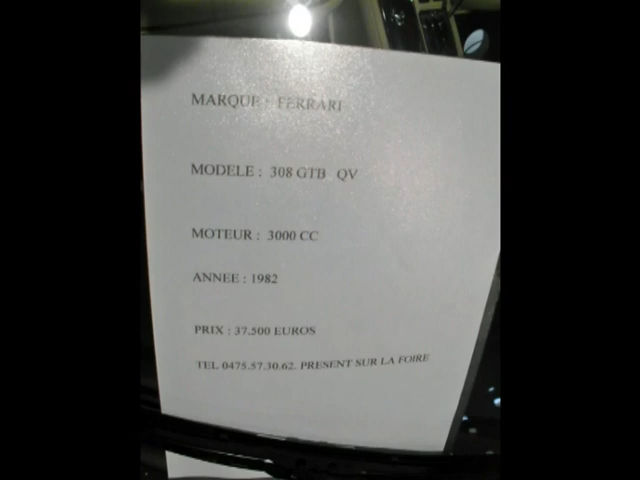 MARQUE : FERRARI
MODELE : 308 GTB QV
MOTEUR : 3000 CC
ANNEE : 1982
PRIX : 37.500 EUROS
TEL 0475.57.30.62. PRESENT SUR LA FOIRE